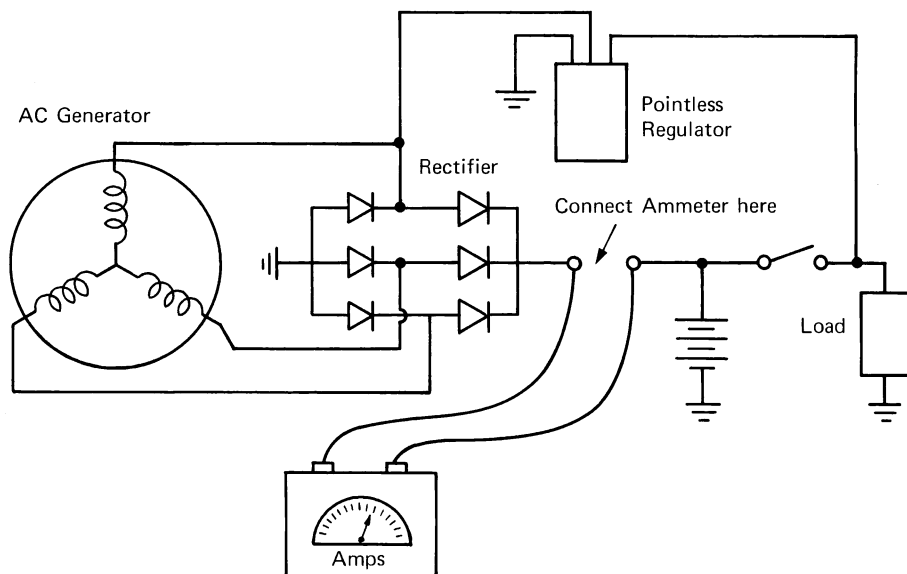 AC Generator
Rectifier
Pointless
Regulator
Connect Ammeter here
Load
Amps